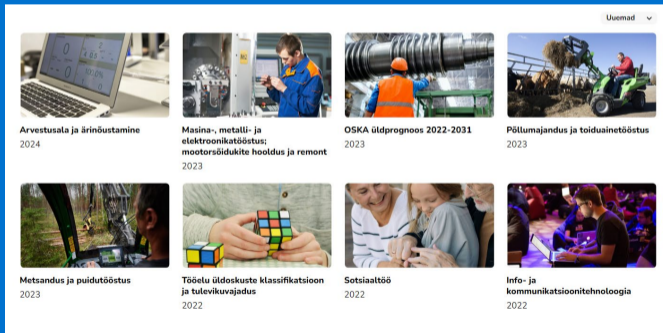 Uuemad
Arvestusala ja ärinõustamine
2024
Masina-, metalli- ja
elektroonikatööstus;
mootorsõidukite hooldus ja remont
2023
OSKA üldprognoos 2022-2031
2023
Põllumajandus ja toiduainetööstus
2023
Metsandus ja puidutööstus
2023
Tööelu üldoskuste klassifikatsioon
ja tulevikuvajadus
2022
Sotsiaaltöö
2022
Info- ja
kommunikatsioonitehnoloogia
2022